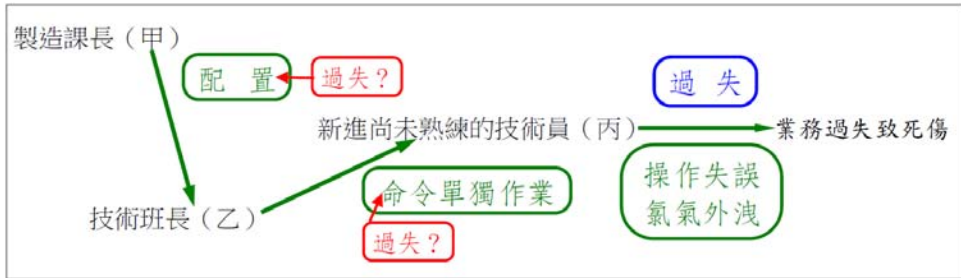 製造課長（甲）
配 置
過失？
過 失
新進尚未熟練的技術員（丙）
業務過失致死傷
命令單獨作業
操作失誤
氯氣外洩
技術班長（乙）
過失？